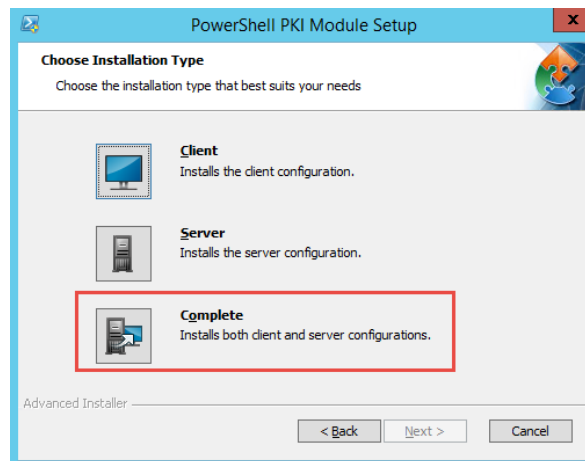 PowerShell PKI Module Setup
x
Choose Installation Type
Choose the installation type that best suits your needs
Client
Installs the client configuration.
Server
Installs the server configuration.
Complete
Installs both client and server configurations.
Advanced Installer
< Back
Next >
Cancel